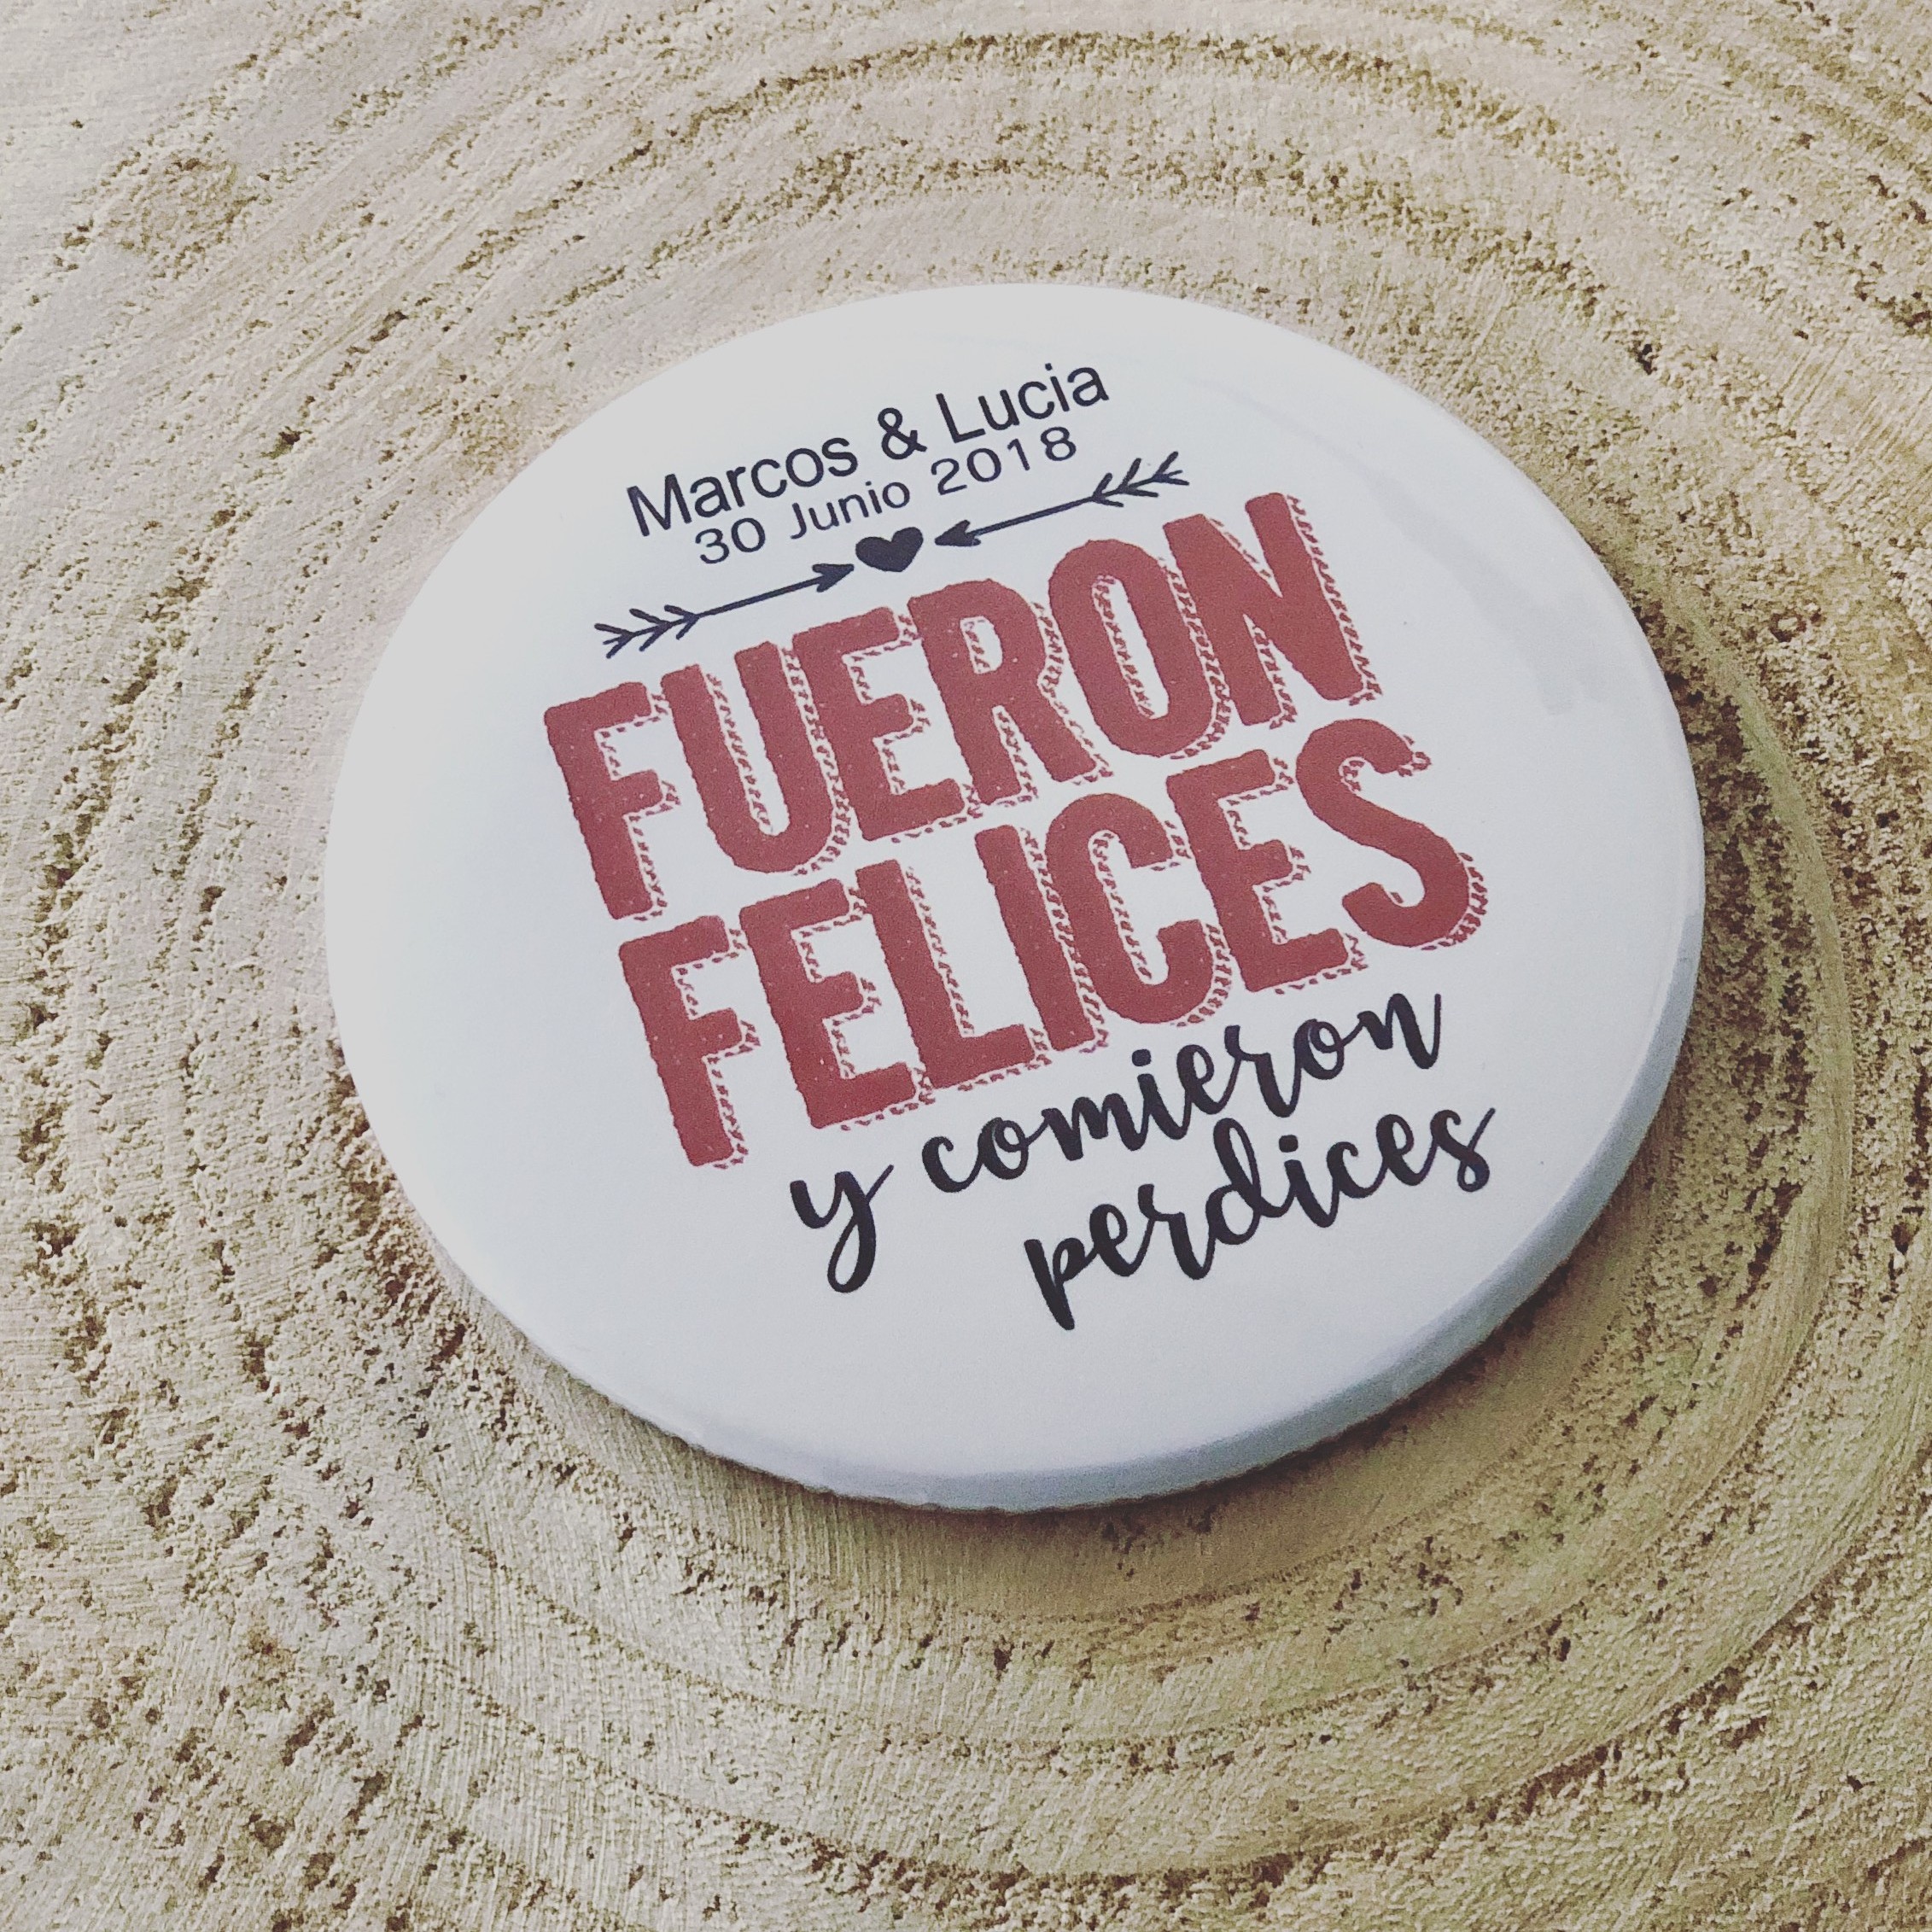 Marcos & Lucia
30 Junio 2018
FUERON
FELICES
y comieron
perdices